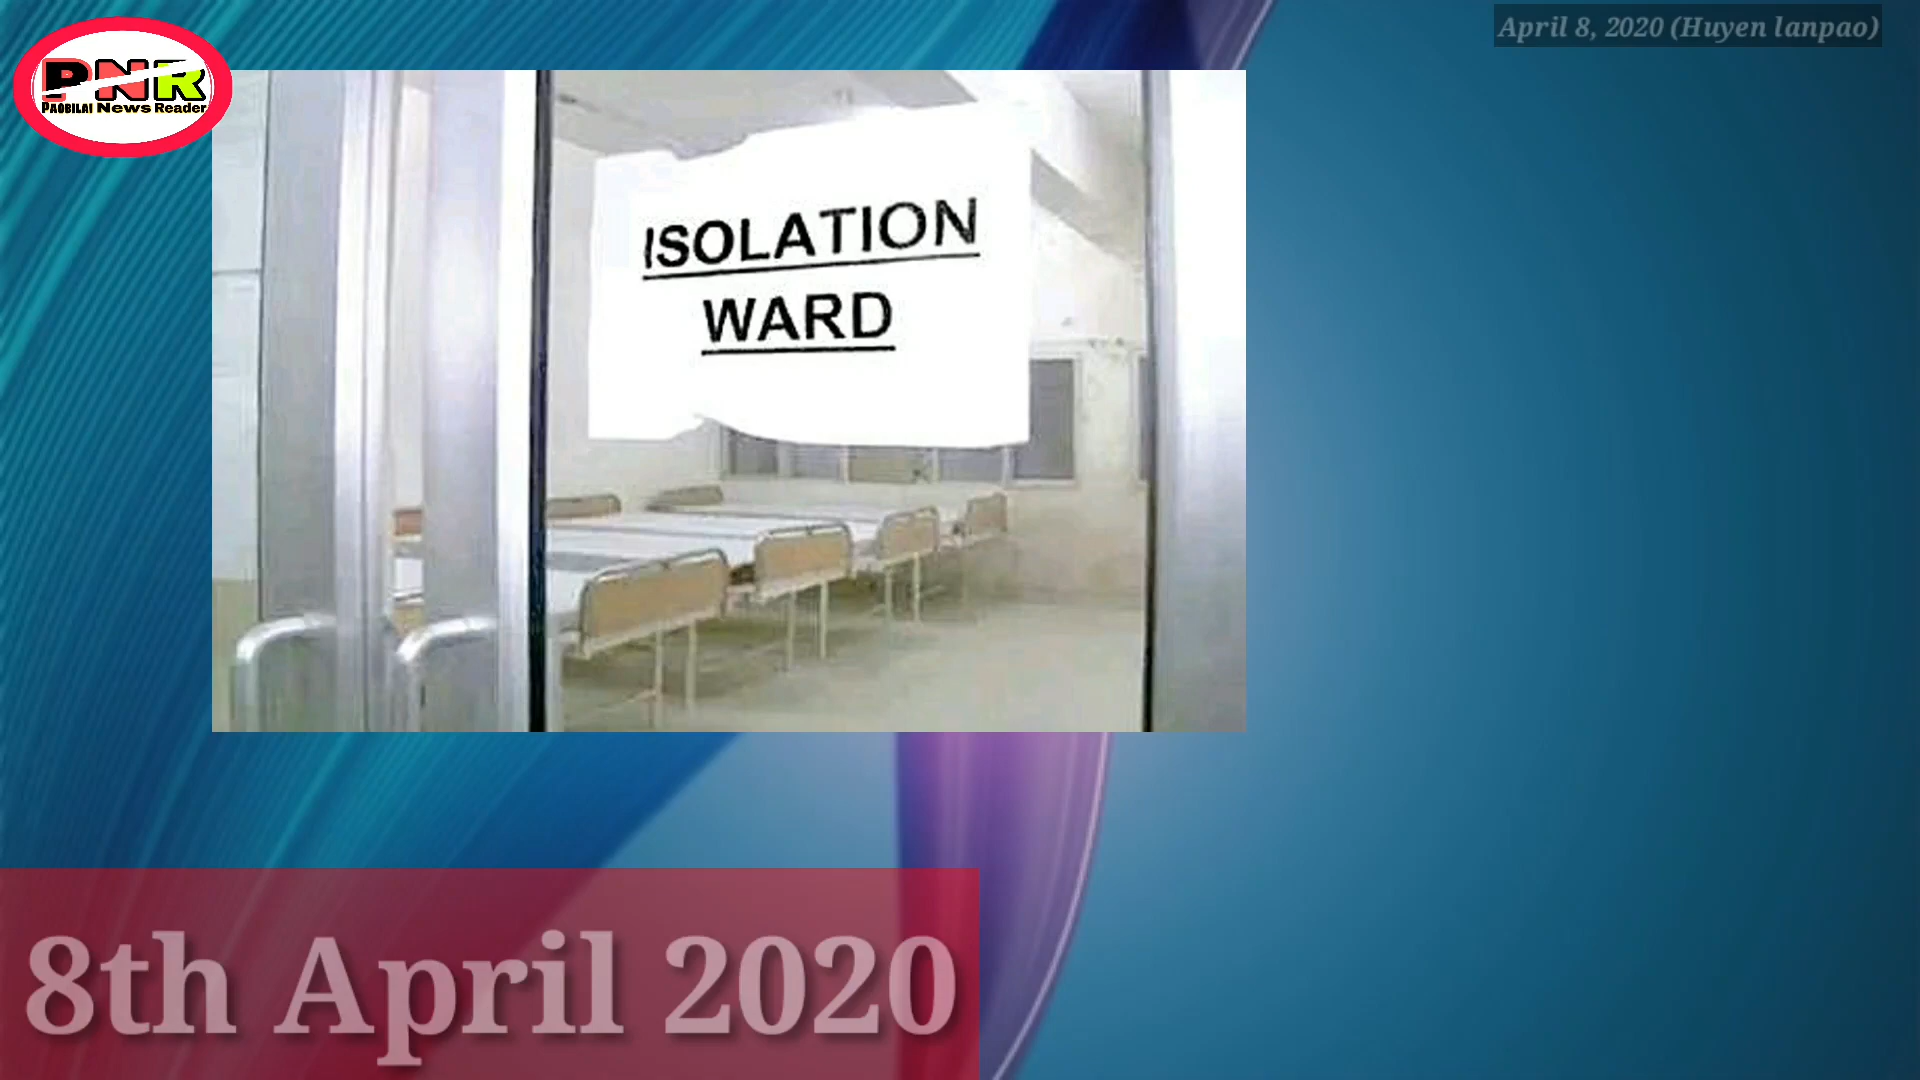 April 8, 2020 (Huyen lanpao)
PNR
PAOBILAI News Reader
ISOLATION
WARD
8th April 2020